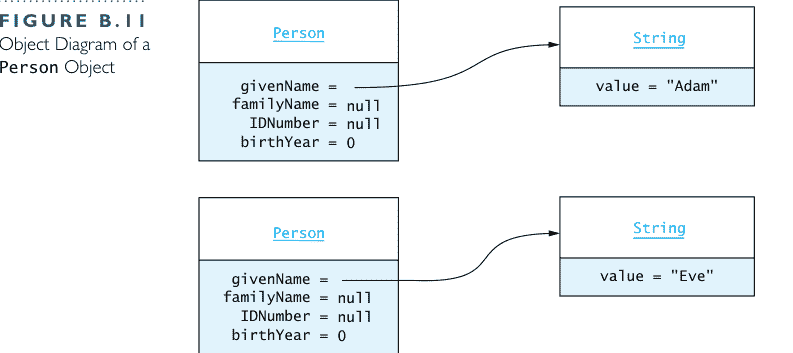 FIGURE B.11
Object Diagram of a
Person Object
Person
givenName =
familyName = null
IDNumber = null
birthYear = 0
String
value = "Adam"
Person
givenName =
familyName = null
IDNumber = null
birthYear = 0
String
value = "Eve"